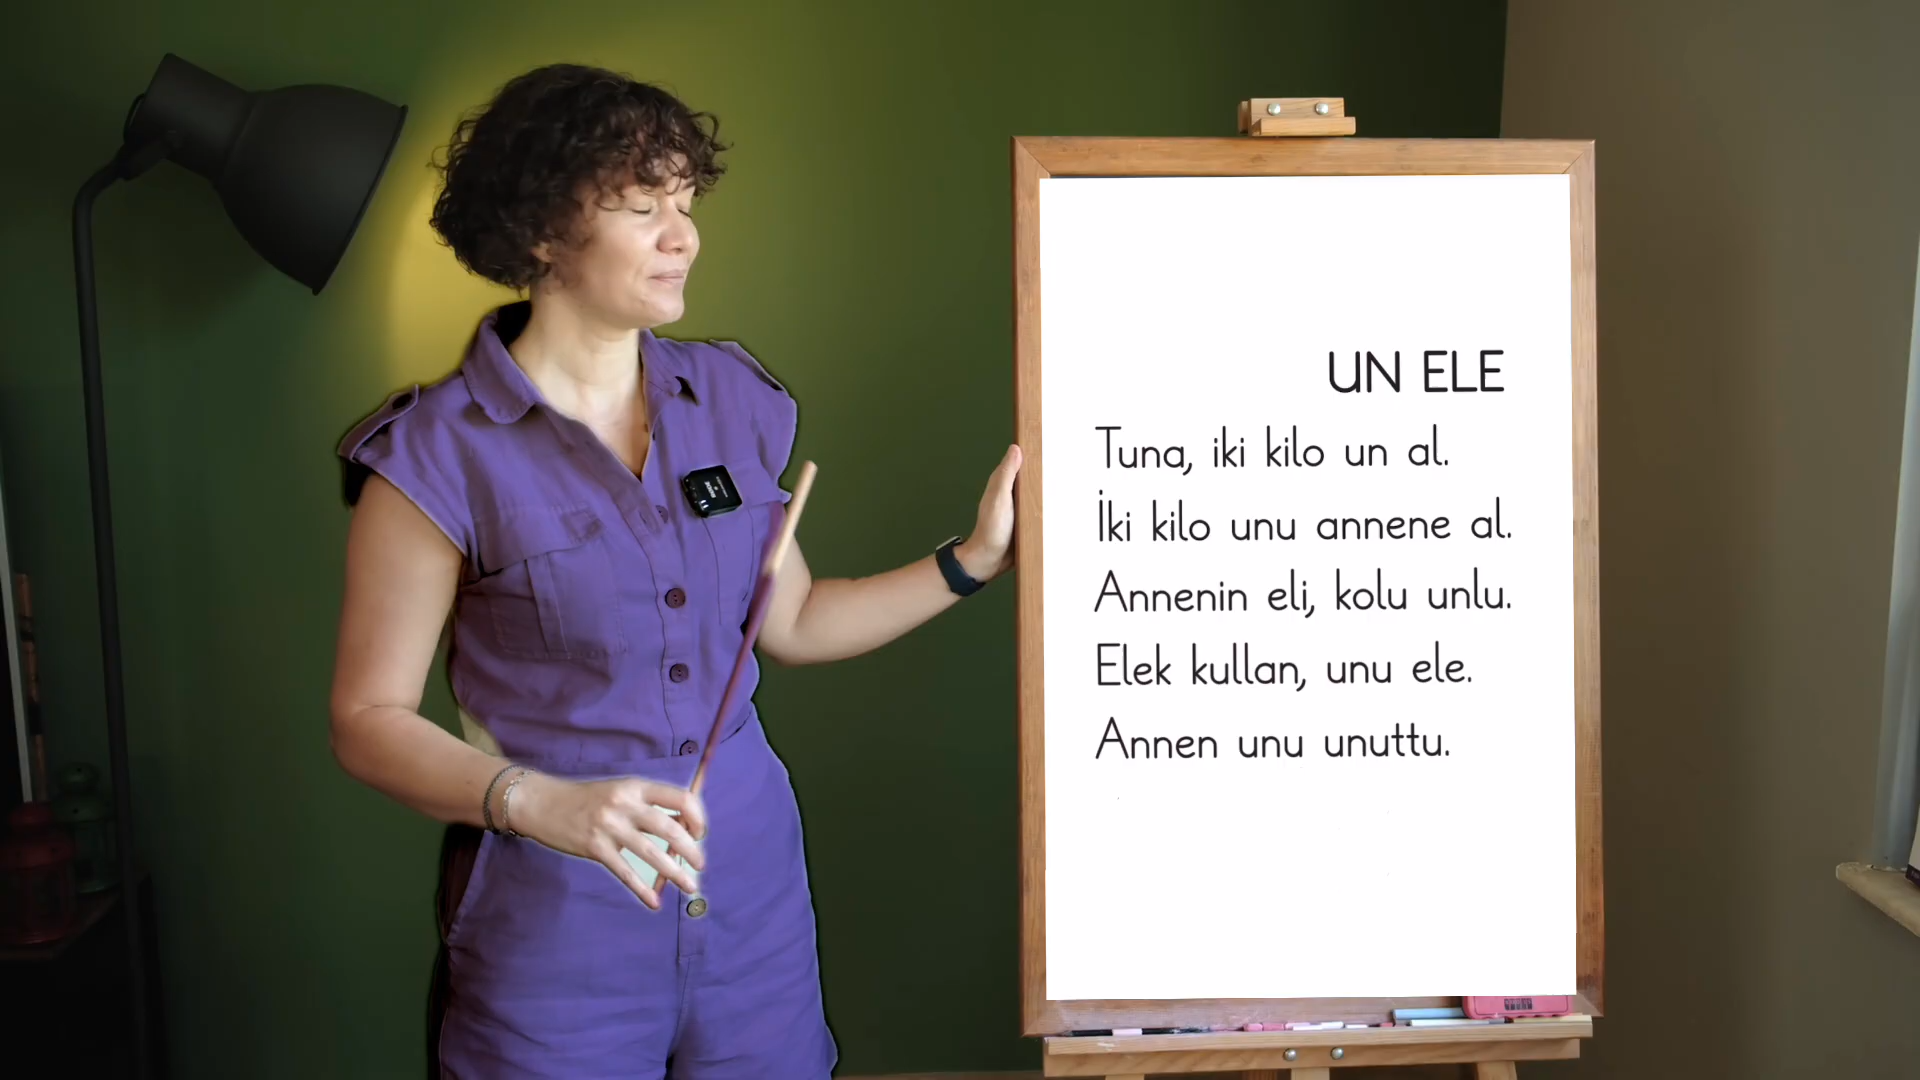 UN ELE
Tuna, iki kilo un al.
İki kilo unu annene al.
Annenin eli, kolu unlu.
Elek kullan, unu ele.
Annen unu unuttu.